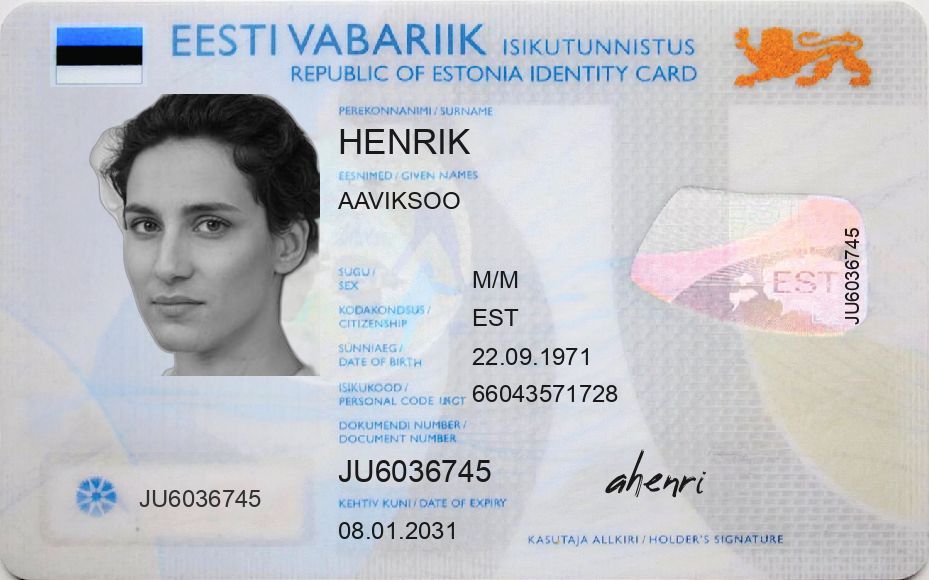 EESTI VABARIIK ISIKUTUNNISTUS
REPUBLIC OF ESTONIA IDENTITY CARD
PEREKONNANIMI / SURNAME
HENRIK
EESNIMED / GIVEN NAMES
AAVIKSOO
SUGU /
SEX
M/M
KODAKONDSUS /
CITIZENSHIP
EST
SÜNNIAEG /
DATE OF BIRTH
22.09.1971
ISIKUKOOD /
PERSONAL CODE
66043571728
DOKUMENDI NUMBER /
DOCUMENT NUMBER
JU6036745
KEHTIV KUNI / DATE OF EXPIRY
08.01.2031
JU6036745
EST
JU6036745
ahenri
KASUTAJA ALLKIRI / HOLDER'S SIGNATURE